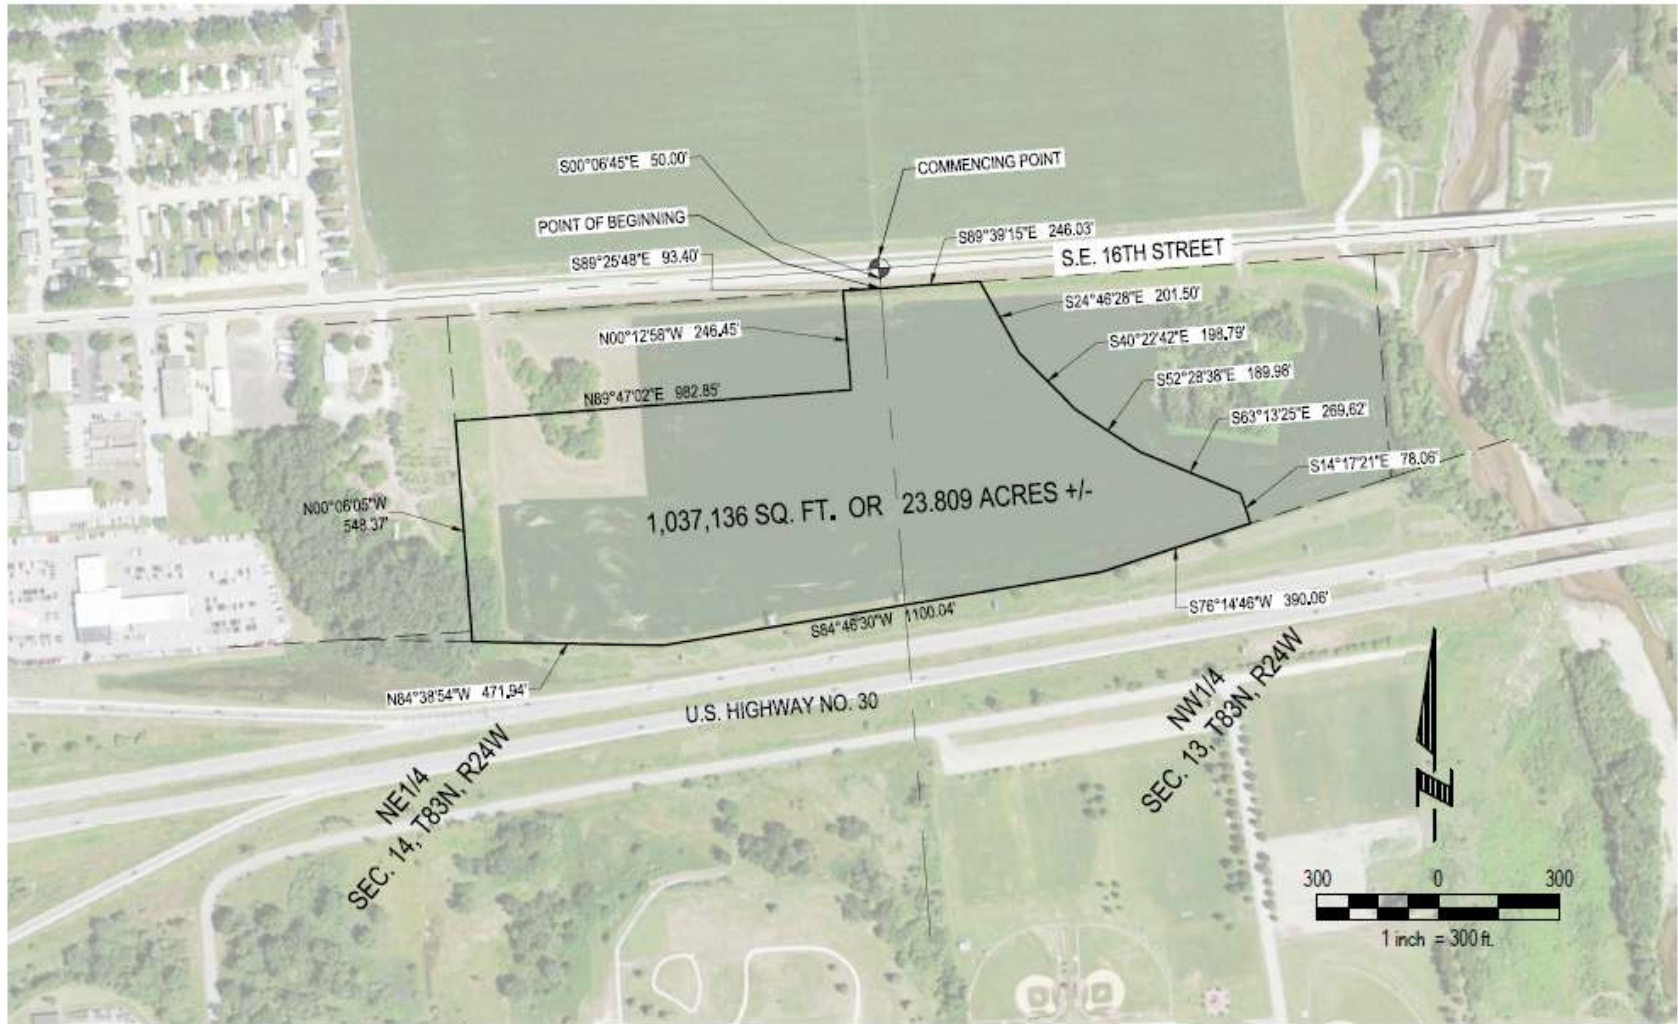 S00°06'45"E 50.00'
COMMENCING POINT
POINT OF BEGINNING
S89°39'15"E 246.03'
S89°25'48"E 93.40'
S.E. 16TH STREET
S24°46'28"E 201.50'
N00°12'58"W 246.45'
S40°22'42"E 198.79'
S52°28'38"E 189.98'
N89°47'02"E 982.85'
S63°13'25"E 269.62'
S14°17'21"E 78.06'
N00°06'05"W
548.37'
1,037,136 SQ. FT. OR 23.809 ACRES +/-
S76°14'46"W 390.06'
S84°46'30"W 1100.04'
N84°38'54"W 471.94'
U.S. HIGHWAY NO. 30
NE1/4
SEC. 14, T83N, R24W
NW1/4
SEC. 13, T83N, R24W
Z
300 0 300
1 inch = 300 ft.